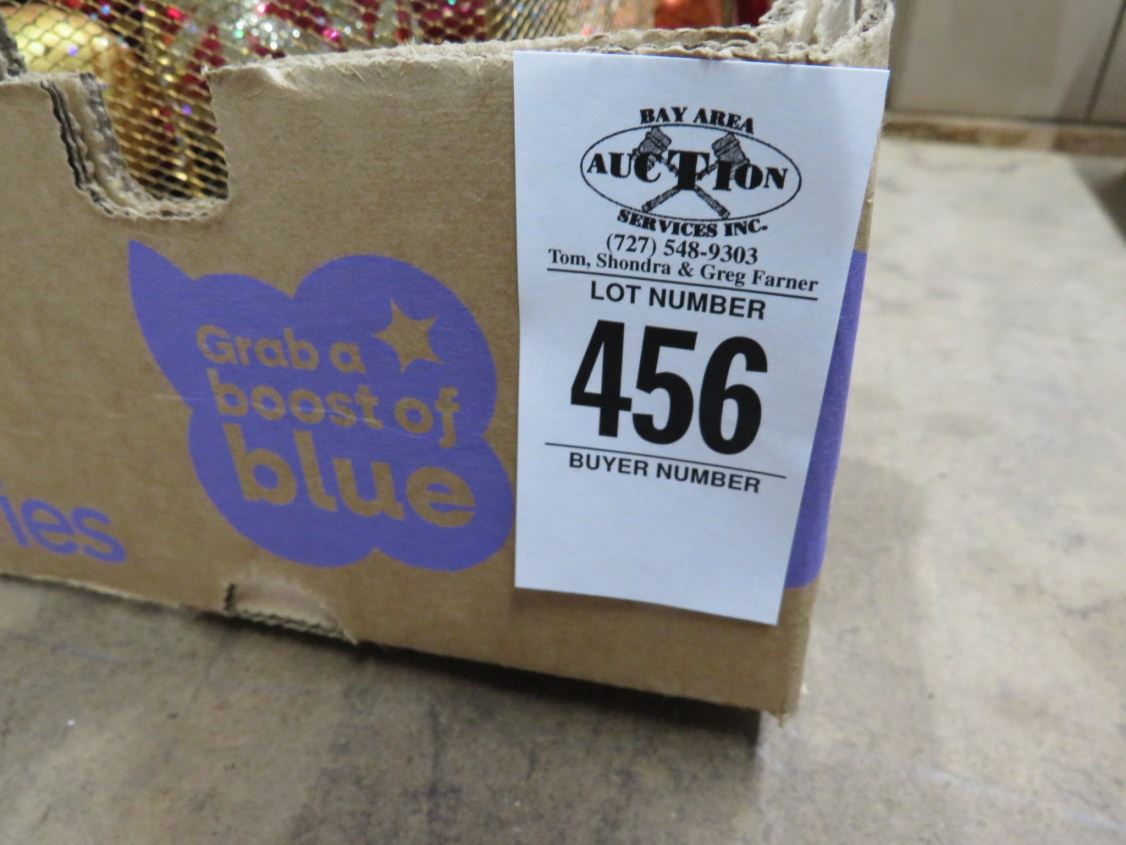 BAY AREA
AUCTION
SERVICES INC.
(727) 548-9303
Tom, Shondra & Greg Farner
LOT NUMBER
456
BUYER NUMBER
Grab a
boost of
blue
ies